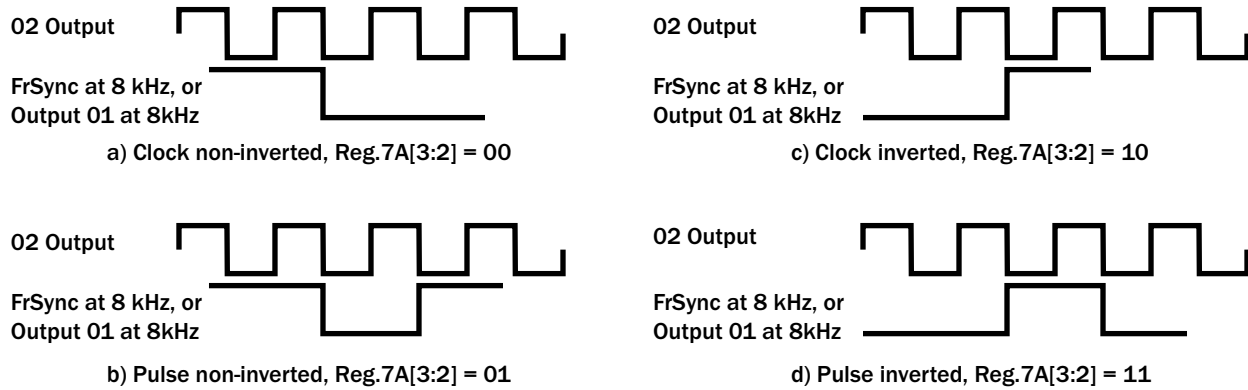 02 Output
FrSync at 8 kHz, or
Output 01 at 8kHz
a) Clock non-inverted, Reg.7A[3:2] = 00
02 Output
FrSync at 8 kHz, or
Output 01 at 8kHz
c) Clock inverted, Reg.7A[3:2] = 10
02 Output
FrSync at 8 kHz, or
Output 01 at 8kHz
b) Pulse non-inverted, Reg.7A[3:2] = 01
02 Output
FrSync at 8 kHz, or
Output 01 at 8kHz
d) Pulse inverted, Reg.7A[3:2] = 11